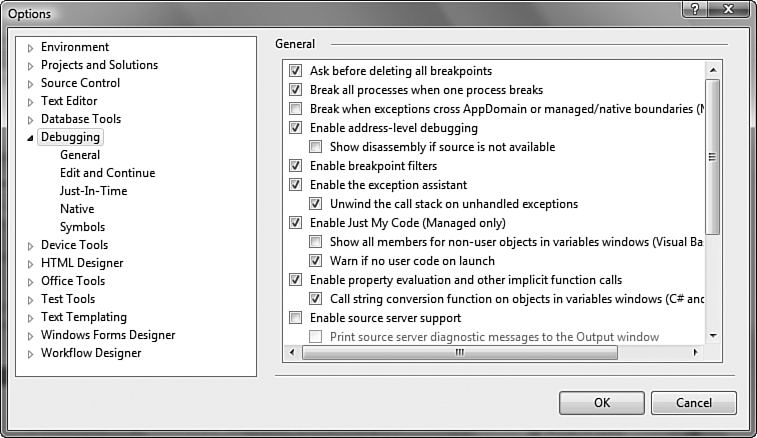 Options
Environment
Projects and Solutions
Source Control
Text Editor
Database Tools
Debugging
General
Edit and Continue
Just-In-Time
Native
Symbols
Device Tools
HTML Designer
Office Tools
Test Tools
Text Templating
Windows Forms Designer
Workflow Designer
General
Ask before deleting all breakpoints
Break all processes when one process breaks
Break when exceptions cross AppDomain or managed/native boundaries (M
Enable address-level debugging
Show disassembly if source is not available
Enable breakpoint filters
Enable the exception assistant
Unwind the call stack on unhandled exceptions
Enable Just My Code (Managed only)
Show all members for non-user objects in variables windows (Visual Ba
Warn if no user code on launch
Enable property evaluation and other implicit function calls
Call string conversion function on objects in variables windows (C# and
Enable source server support
Print source server diagnostic messages to the Output window
OK
Cancel